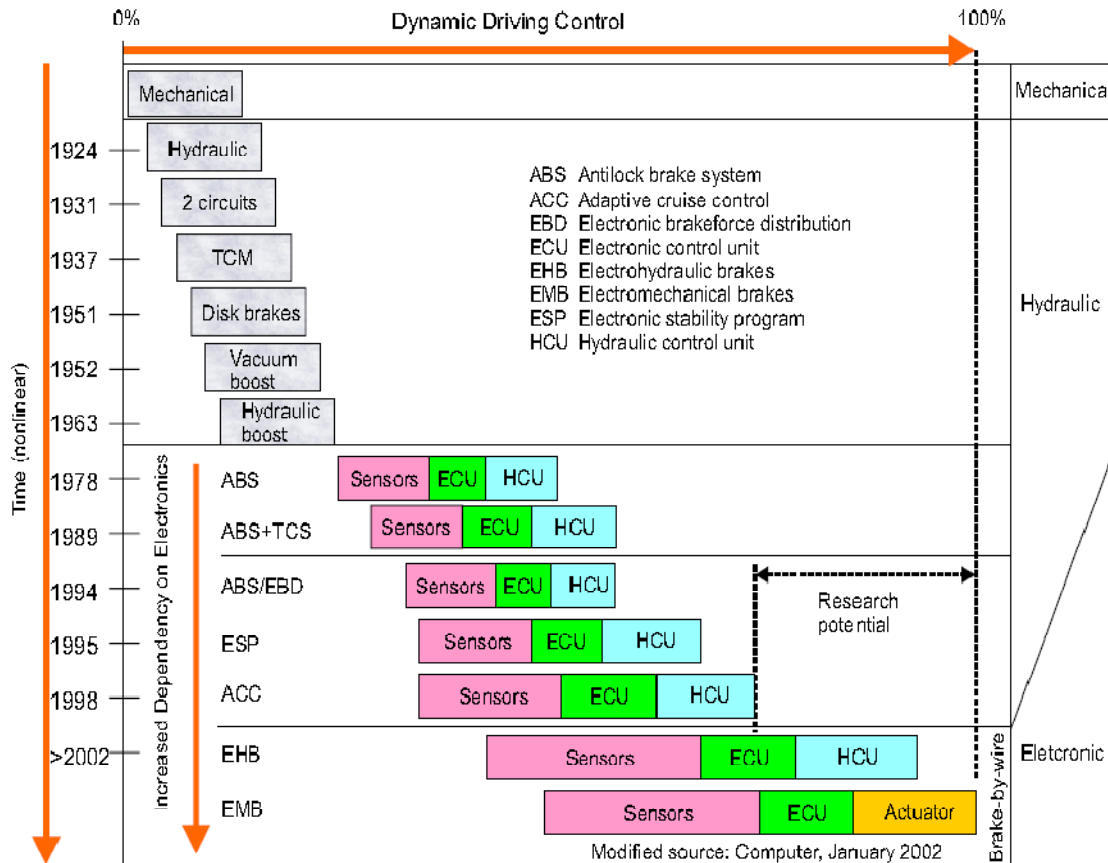 0%
Dynamic Driving Control
100%
Mechanical
Mechanical
1924
Hydraulic
1931
2 circuits
1937
TCM
1951
Disk brakes
1952
Vacuum
boost
1963
Hydraulic
boost
ABS Antilock brake system
ACC Adaptive cruise control
EBD Electronic brakeforce distribution
ECU Electronic control unit
EHB Electrohydraulic brakes
EMB Electromechanical brakes
ESP Electronic stability program
HCU Hydraulic control unit
Hydraulic
Time (nonlinear)
Increased Dependency on Electronics
1978
ABS
Sensors
ECU
HCU
1989
ABS+TCS
Sensors
ECU
HCU
1994
ABS/EBD
Sensors
ECU
HCU
Research
potential
1995
ESP
Sensors
ECU
HCU
1998
ACC
Sensors
ECU
HCU
>2002
EHB
Sensors
ECU
HCU
Brake-by-wire
Eletcronic
EMB
Sensors
ECU
Actuator
Modified source: Computer, January 2002